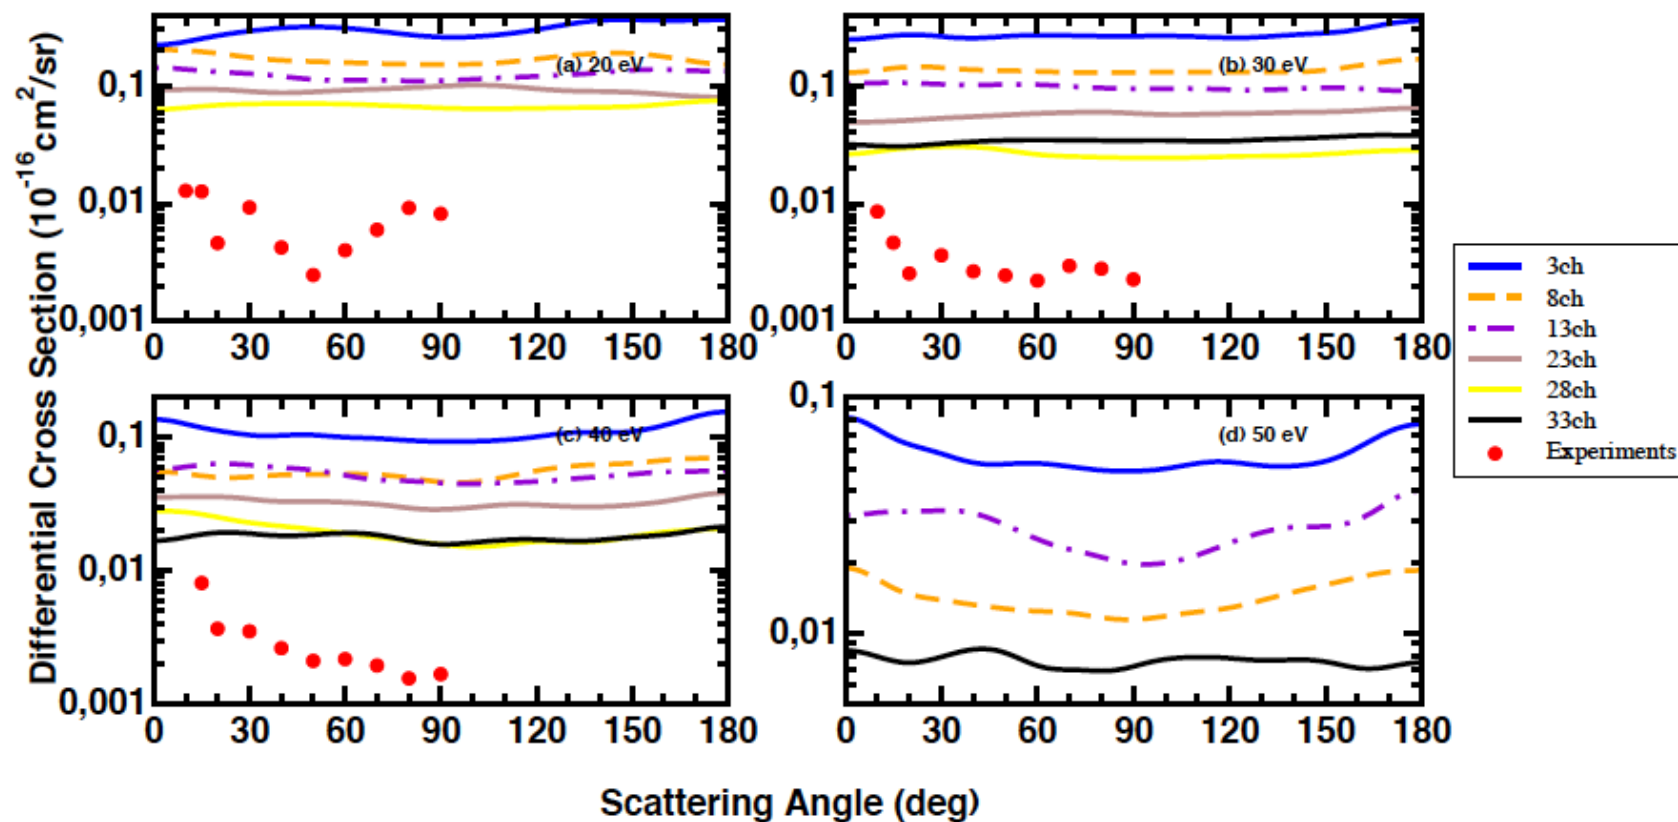 Differential Cross Section (10-16cm2/sr)
(a) 20 eV
0,1
0,01
0,001
0 30 60 90 120 150 180
(b) 30 eV
0,1
0,01
0,001
0 30 60 90 120 150 180
(c) 40 eV
0,1
0,01
0,001
0 30 60 90 120 150 180
(d) 50 eV
0,1
0,01
0 30 60 90 120 150 180
3ch
8ch
13ch
23ch
28ch
33ch
Experiments
Scattering Angle (deg)